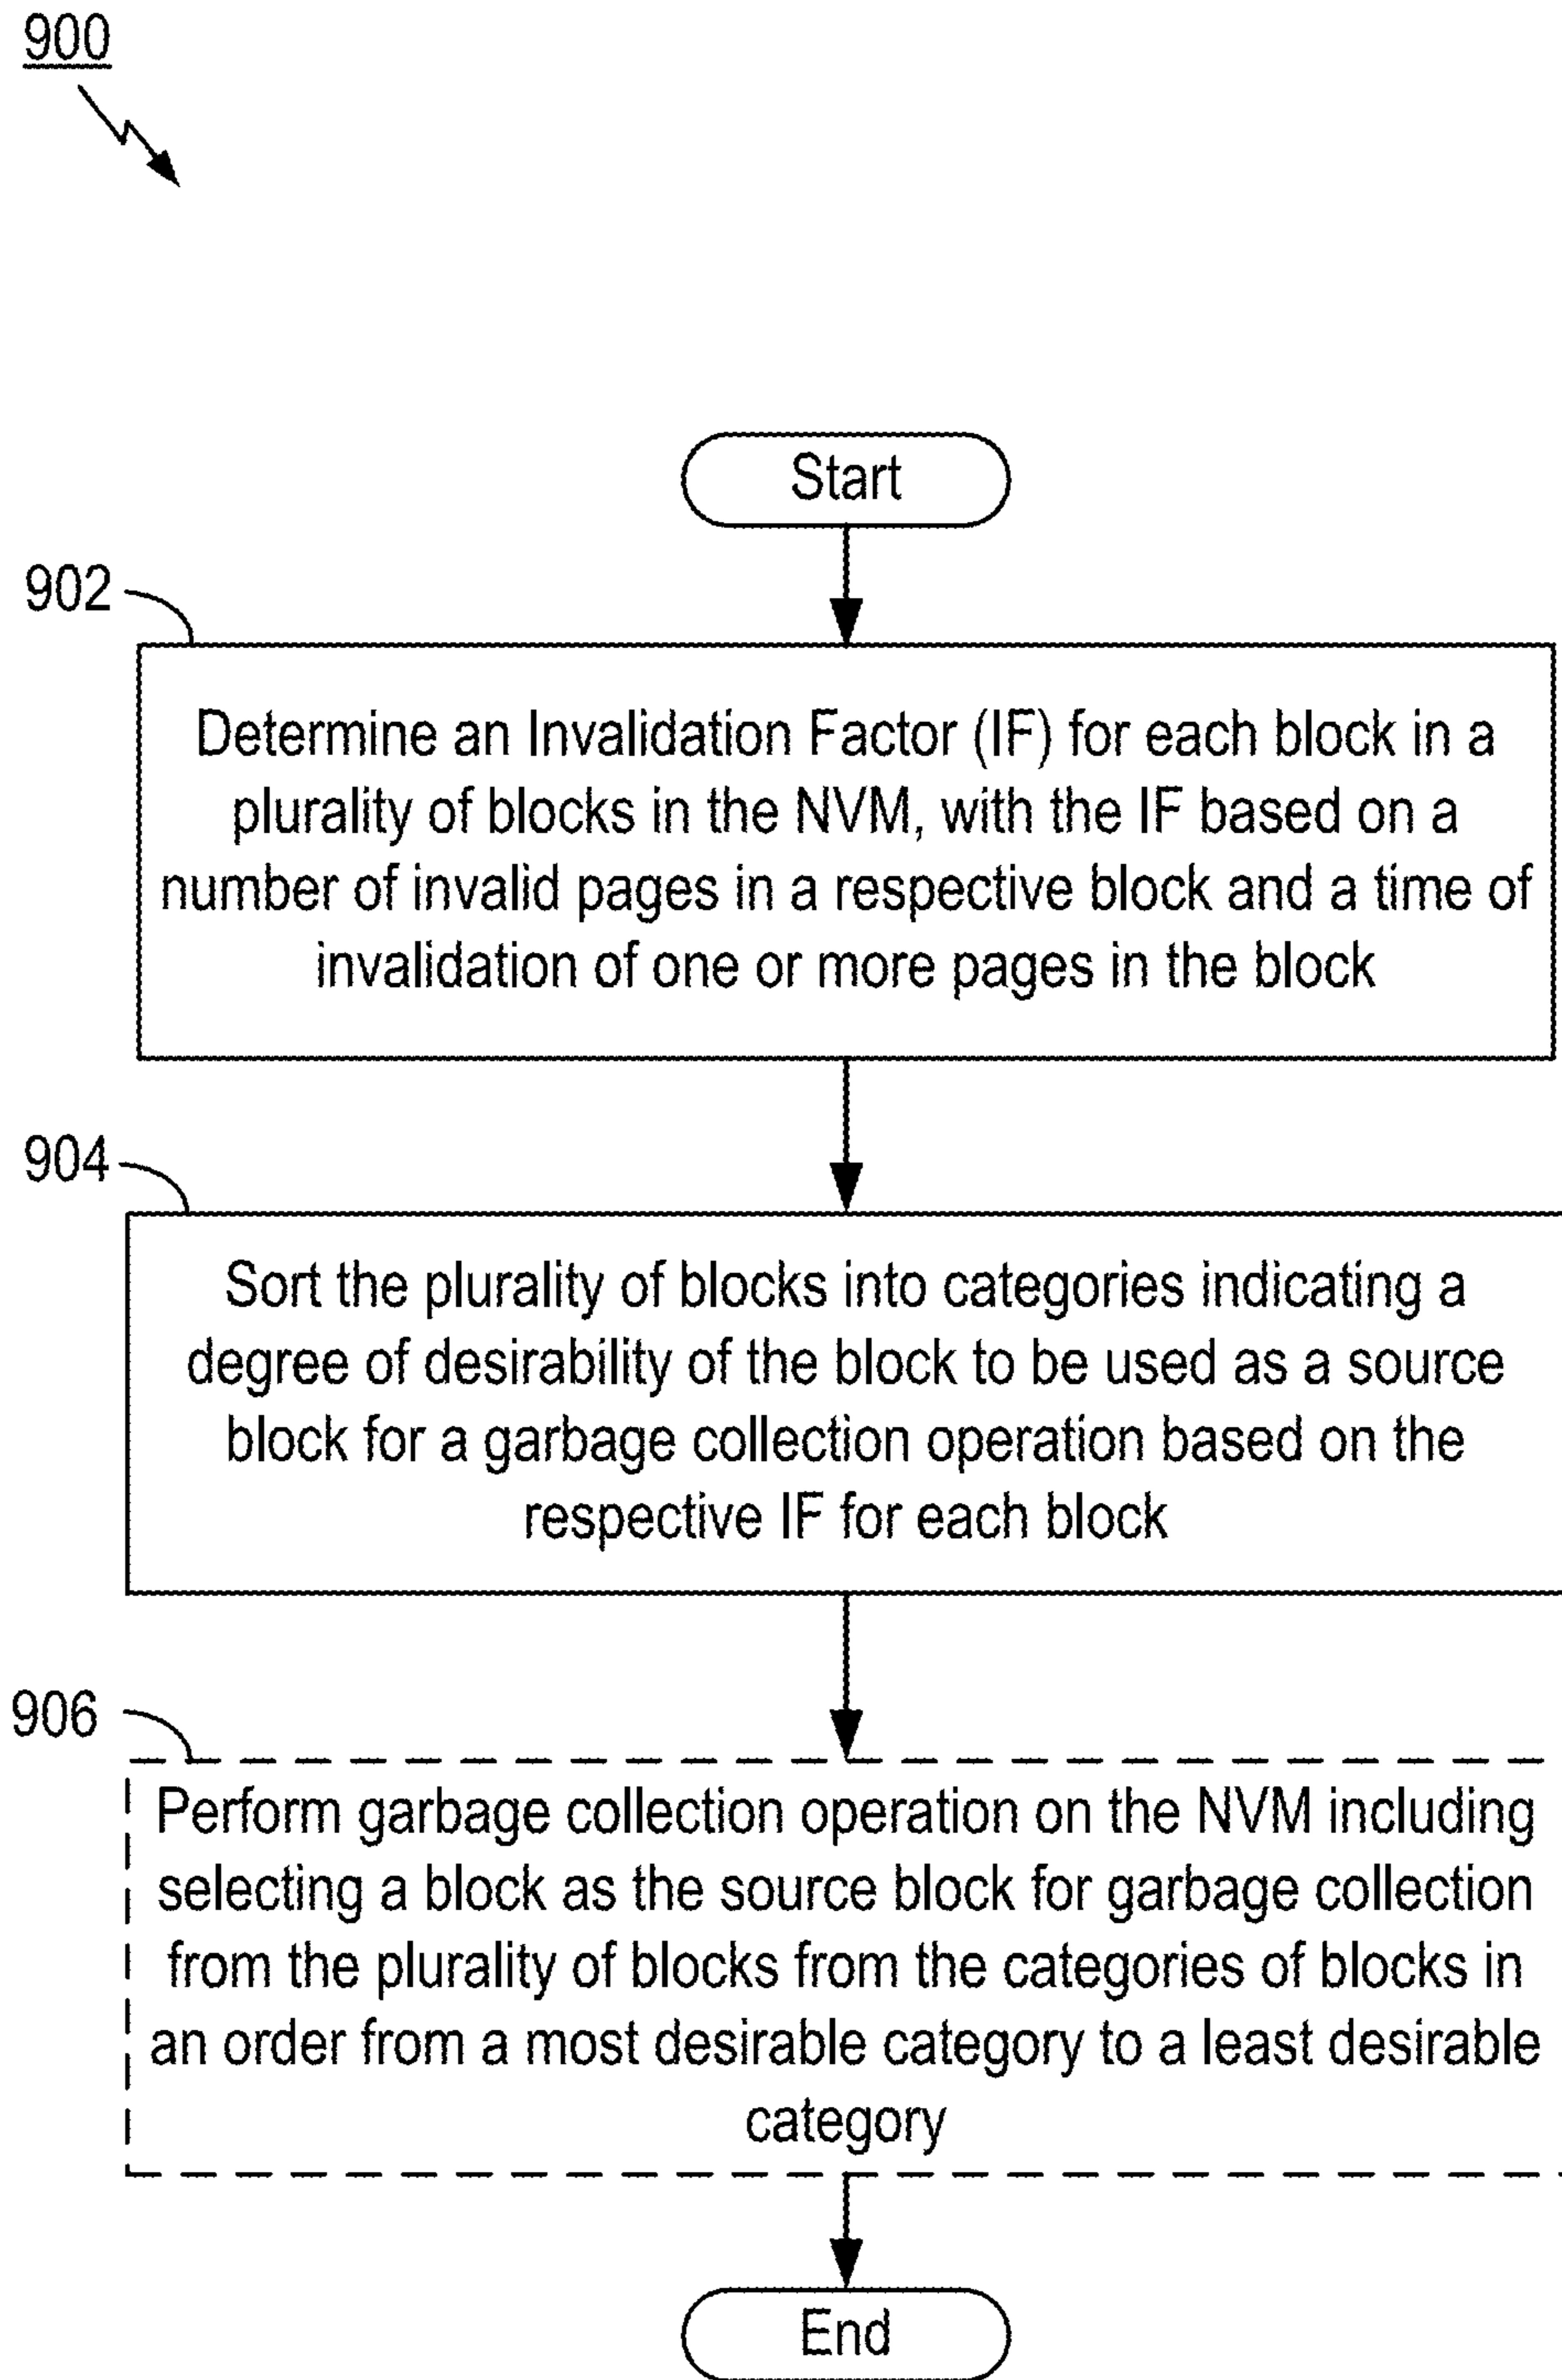 900
Start
902
Determine an Invalidation Factor (IF) for each block in a
plurality of blocks in the NVM, with the IF based on a
number of invalid pages in a respective block and a time of
invalidation of one or more pages in the block
904
Sort the plurality of blocks into categories indicating a
degree of desirability of the block to be used as a source
block for a garbage collection operation based on the
respective IF for each block
906
Perform garbage collection operation on the NVM including
selecting a block as the source block for garbage collection
from the plurality of blocks from the categories of blocks in
an order from a most desirable category to a least desirable
category
End